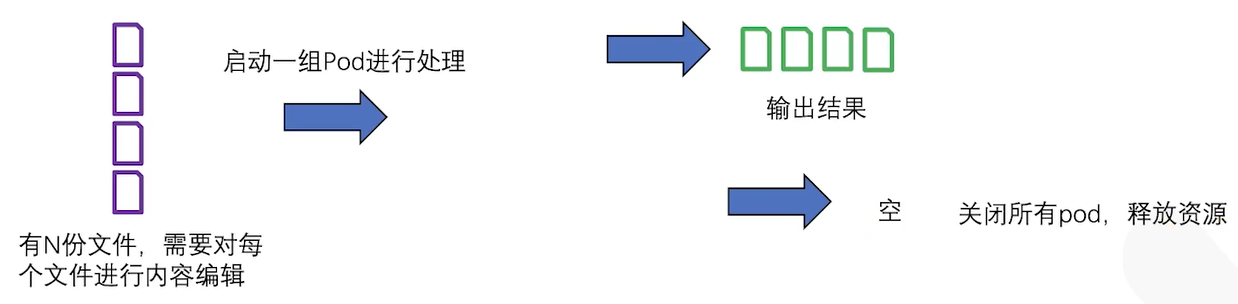 启动一组Pod进行处理
输出结果
空
关闭所有pod，释放资源
有N份文件，需要对每
个文件进行内容编辑